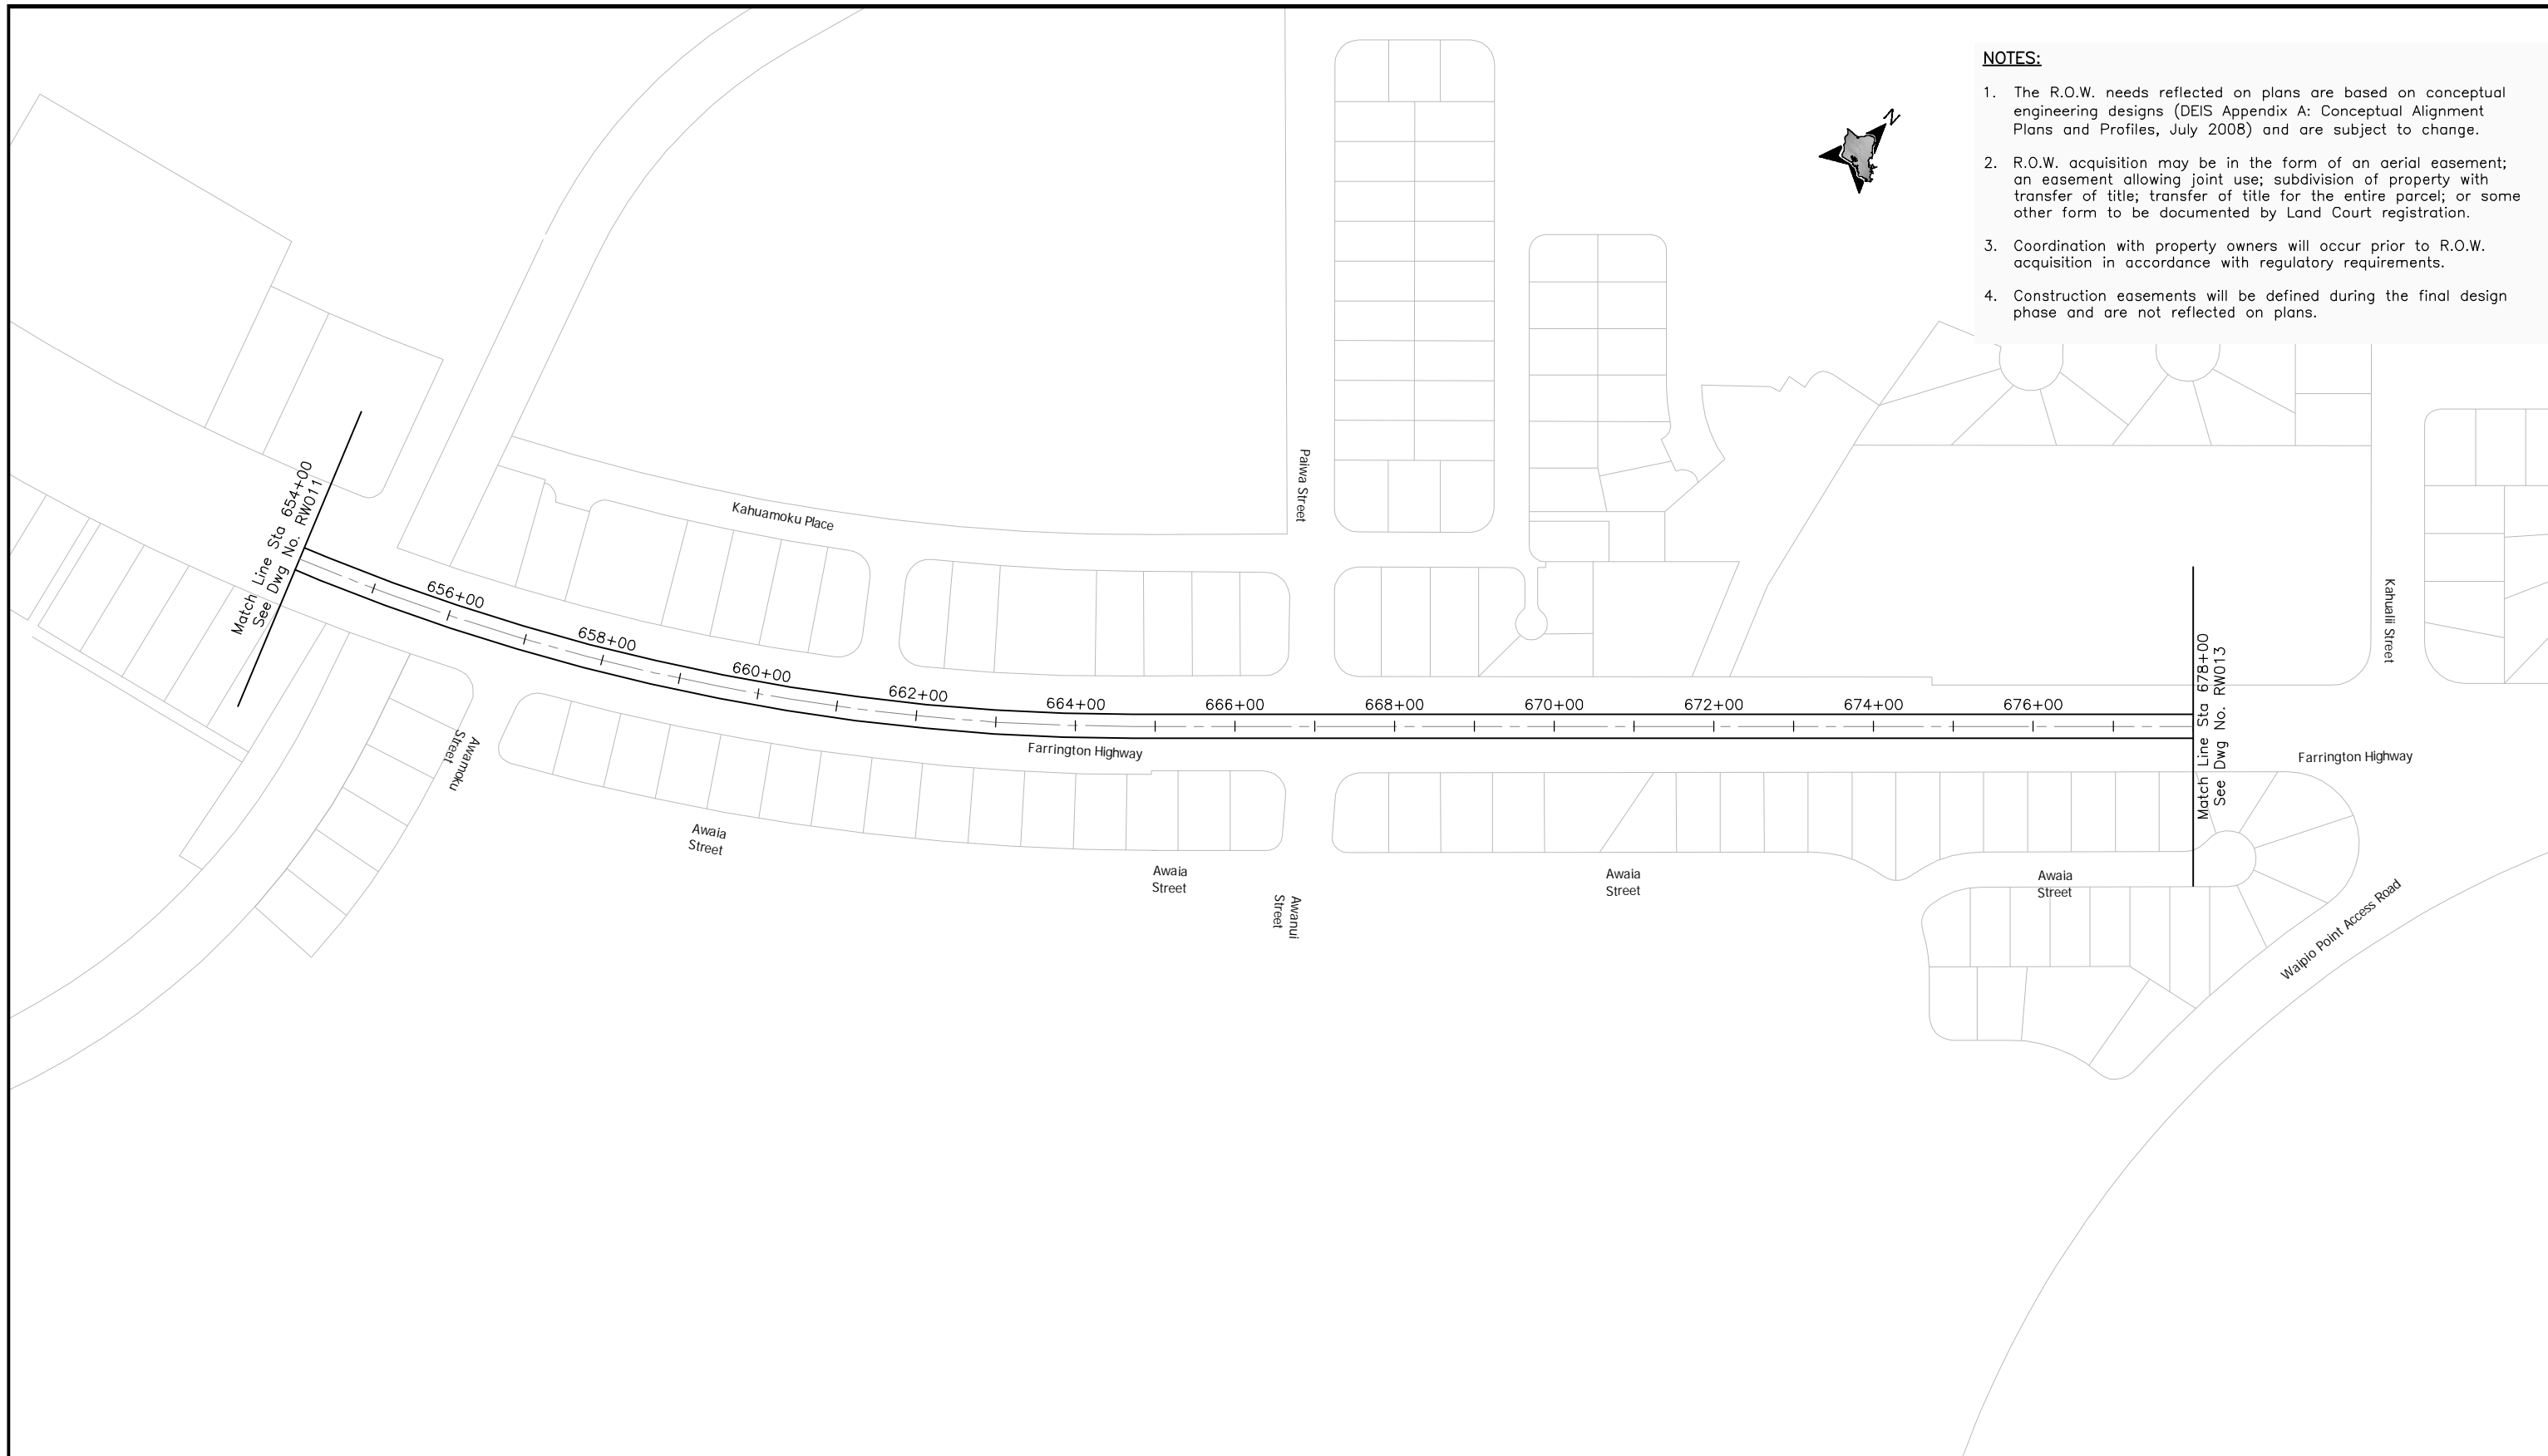 NOTES:
1. The R.O.W. needs reflected on plans are based on conceptual
engineering designs (DEIS Appendix A: Conceptual Alignment
Plans and Profiles, July 2008) and are subject to change.
2. R.O.W. acquisition may be in the form of an aerial easement;
an easement allowing joint use; subdivision of property with
transfer of title; transfer of title for the entire parcel; or some
other form to be documented by Land Court registration.
3. Coordination with property owners will occur prior to R.O.W.
acquisition in accordance with regulatory requirements.
4. Construction easements will be defined during the final design
phase and are not reflected on plans.
N
Match Line Sta 654+00
See Dwg No. RW011
Kahuamoku Place
Paiwa Street
Kahualii Street
656+00
658+00
660+00
662+00
664+00
666+00
668+00
670+00
672+00
674+00
676+00
Match Line Sta 678+00
See Dwg No. RW013
Farrington Highway
Farrington Highway
Awamoku
Street
Awaia
Street
Awaia
Street
Awanui
Street
Awaia
Street
Awaia
Street
Waipio Point Access Road